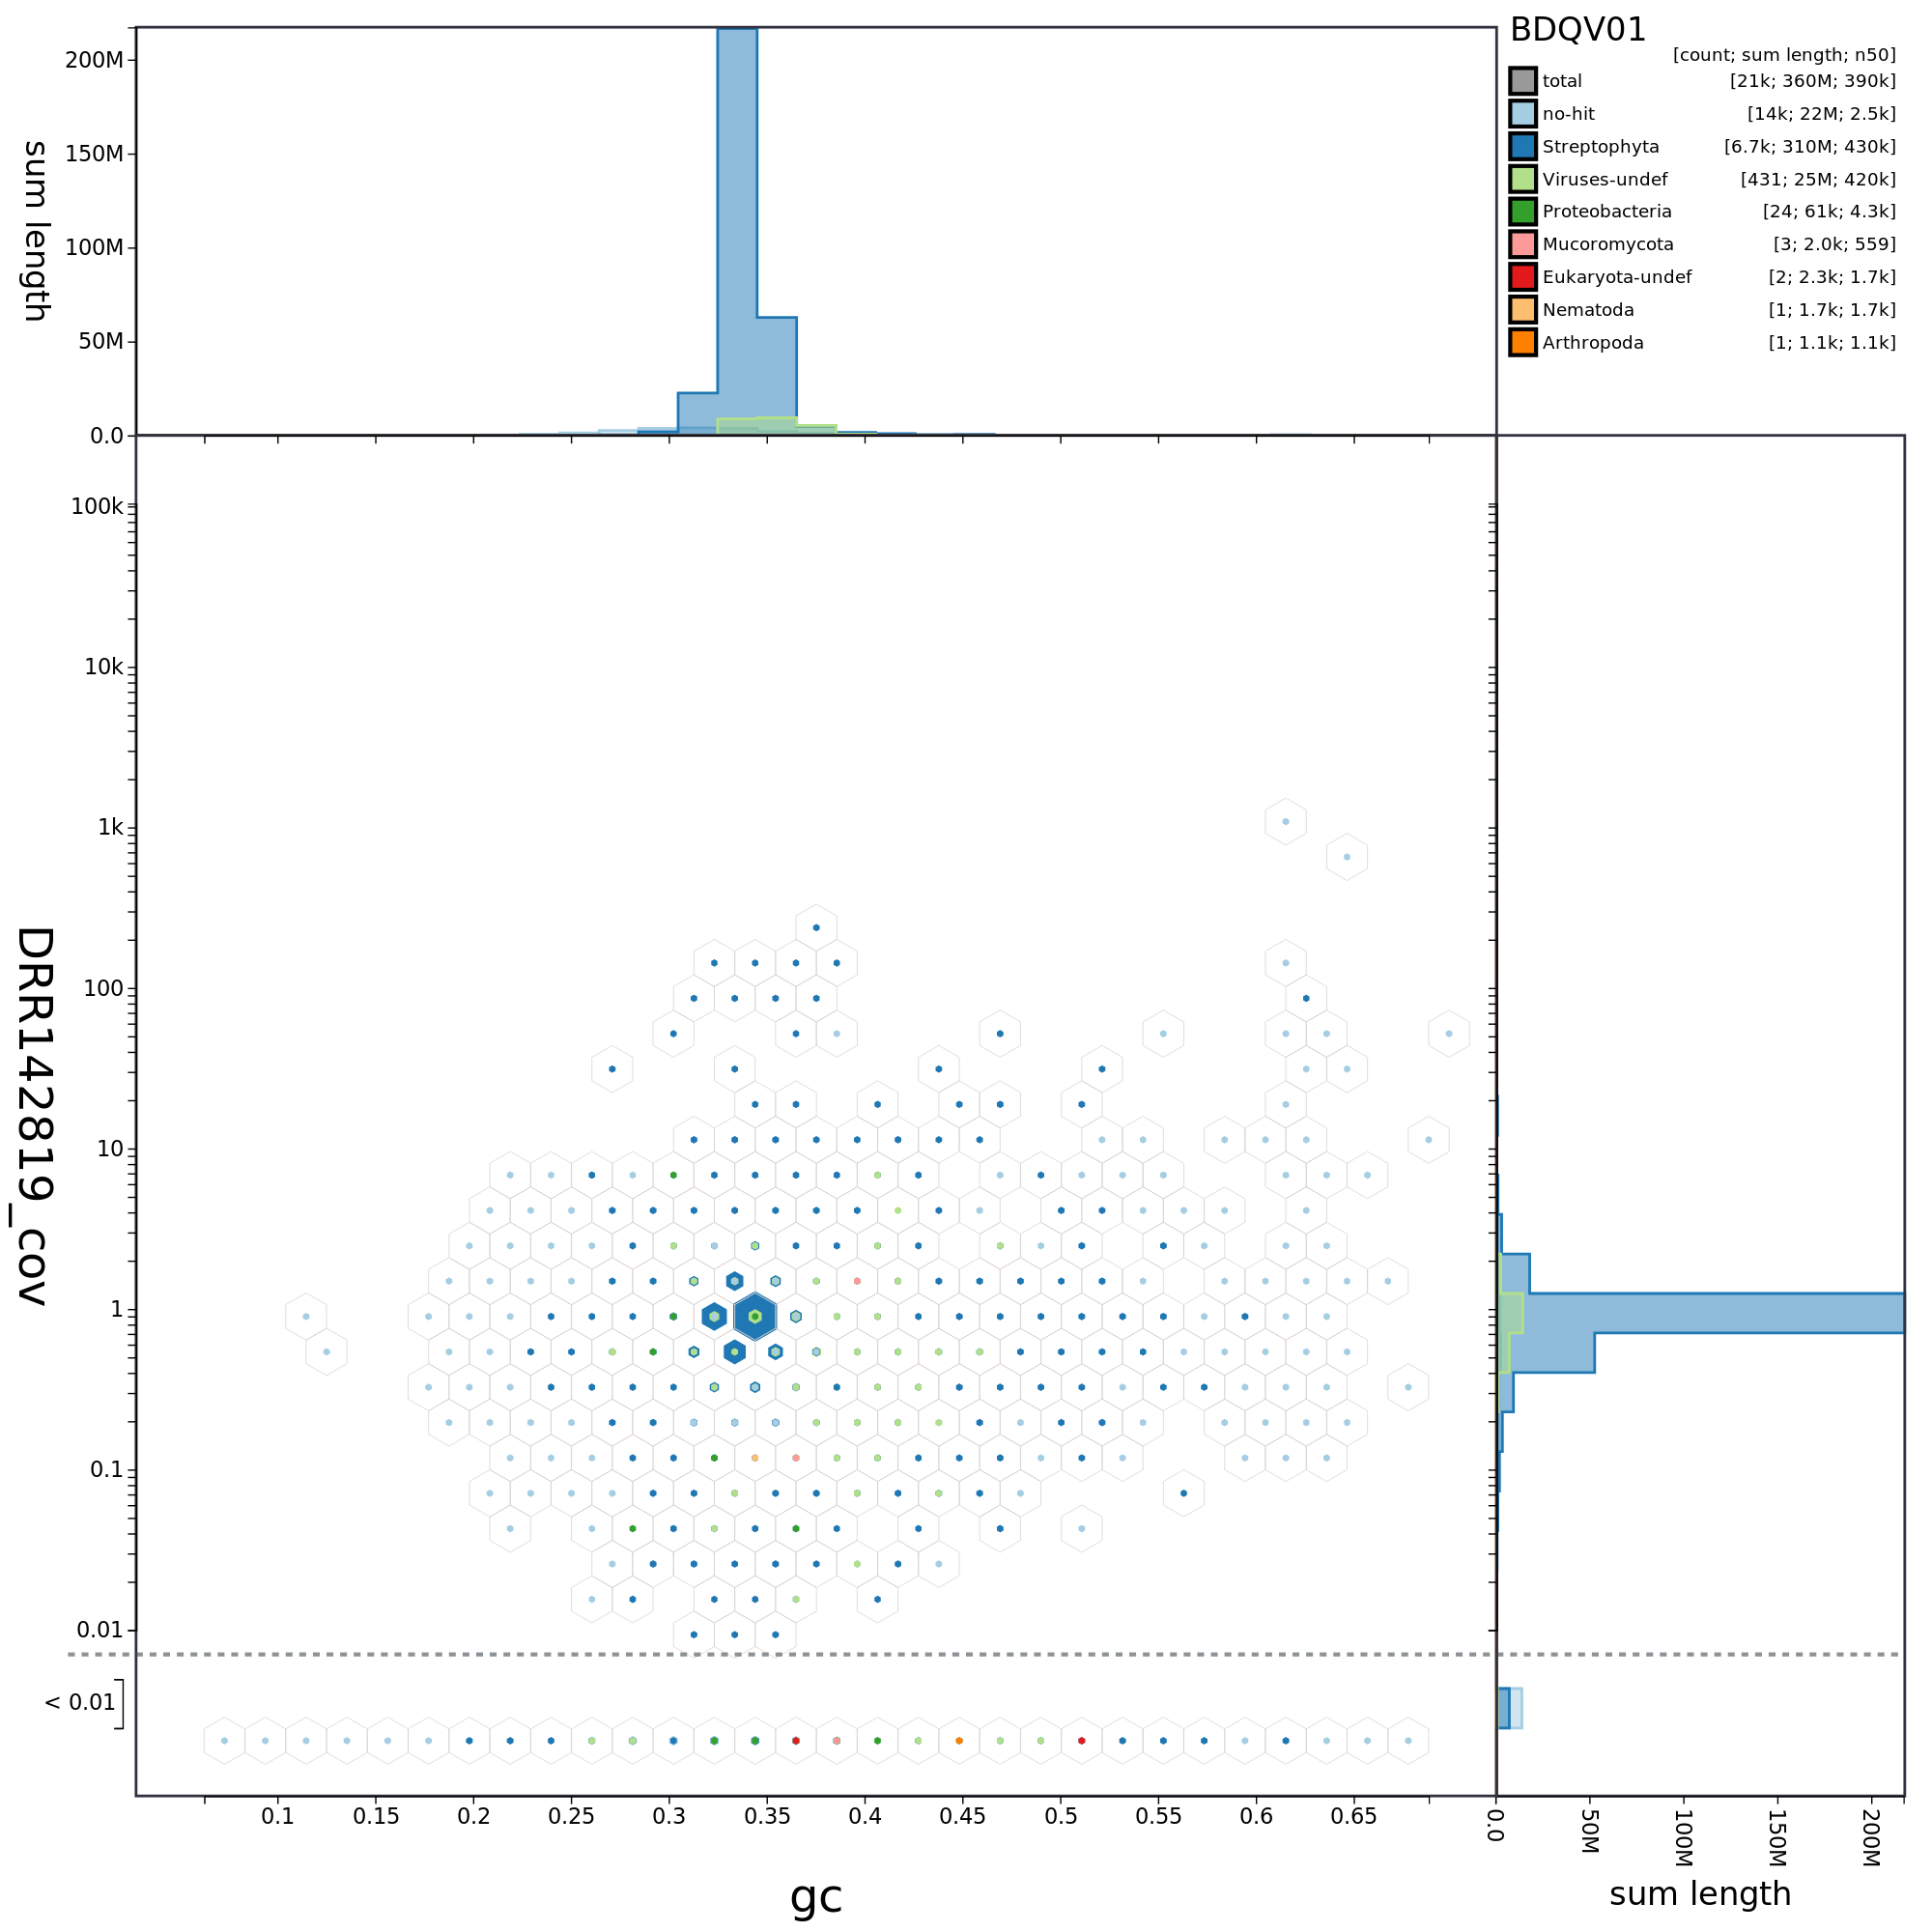 BDQV01
[count; sum length; n50]
total [21k; 360M; 390k]
no-hit [14k; 22M; 2.5k]
Streptophyta [6.7k; 310M; 430k]
Viruses-undef [431; 25M; 420k]
Proteobacteria [24; 61k; 4.3k]
Mucoromycota [3; 2.0k; 559]
Eukaryota-undef [2; 2.3k; 1.7k]
Nematoda [1; 1.7k; 1.7k]
Arthropoda [1; 1.1k; 1.1k]
sum length
200M
150M
100M
50M
0.0
DRR142819_cov
100k
10k
1k
100
10
1
0.1
0.01
< 0.01
0.1 0.15 0.2 0.25 0.3 0.35 0.4 0.45 0.5 0.55 0.6 0.65
gc
0.0 50M 100M 150M 200M
sum length